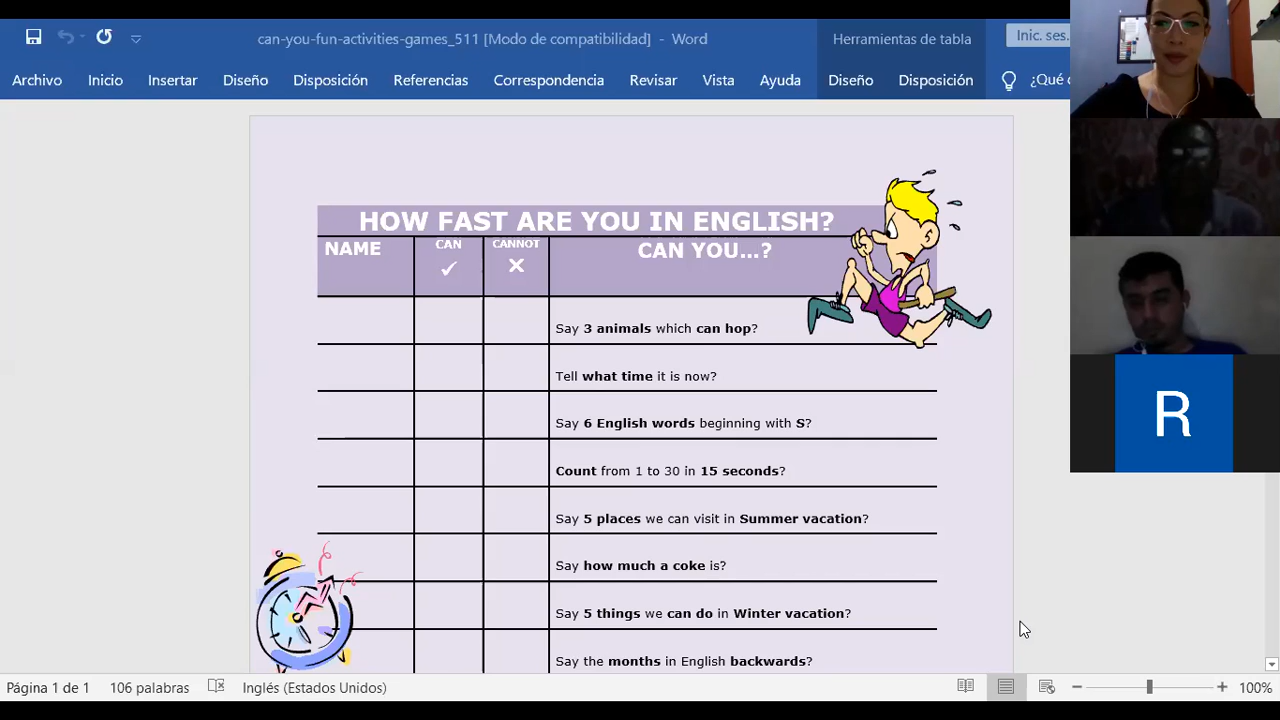 can-you-fun-activities-games_511 [Modo de compatibilidad] - Word
Herramientas de tabla
Inic. ses.
Archivo Inicio Insertar Diseño Disposición Referencias Correspondencia Revisar Vista Ayuda Diseño Disposición ¿Qué
HOW FAST ARE YOU IN ENGLISH?
NAME CAN ✓ CANNOT ✕ CAN YOU...?
Say 3 animals which can hop?
Tell what time it is now?
Say 6 English words beginning with S?
Count from 1 to 30 in 15 seconds?
Say 5 places we can visit in Summer vacation?
Say how much a coke is?
Say 5 things we can do in Winter vacation?
Say the months in English backwards?
R
Página 1 de 1 106 palabras Inglés (Estados Unidos) 100%